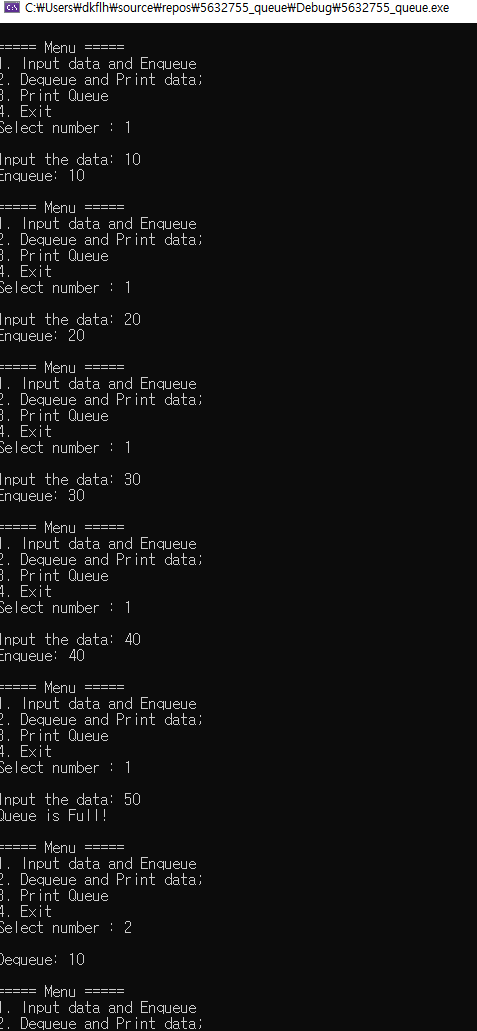 C:₩Users₩dkflh₩source₩repos₩5632755_queue₩Debug₩5632755_queue.exe
===== Menu =====
1. Input data and Enqueue
2. Dequeue and Print data;
3. Print Queue
4. Exit
Select number : 1
Input the data: 10
Enqueue: 10
===== Menu =====
1. Input data and Enqueue
2. Dequeue and Print data;
3. Print Queue
4. Exit
Select number : 1
Input the data: 20
Enqueue: 20
===== Menu =====
1. Input data and Enqueue
2. Dequeue and Print data;
3. Print Queue
4. Exit
Select number : 1
Input the data: 30
Enqueue: 30
===== Menu =====
1. Input data and Enqueue
2. Dequeue and Print data;
3. Print Queue
4. Exit
Select number : 1
Input the data: 40
Enqueue: 40
===== Menu =====
1. Input data and Enqueue
2. Dequeue and Print data;
3. Print Queue
4. Exit
Select number : 1
Input the data: 50
Queue is Full!
===== Menu =====
1. Input data and Enqueue
2. Dequeue and Print data;
3. Print Queue
4. Exit
Select number : 2
Dequeue: 10
===== Menu =====
1. Input data and Enqueue
2. Dequeue and Print data;